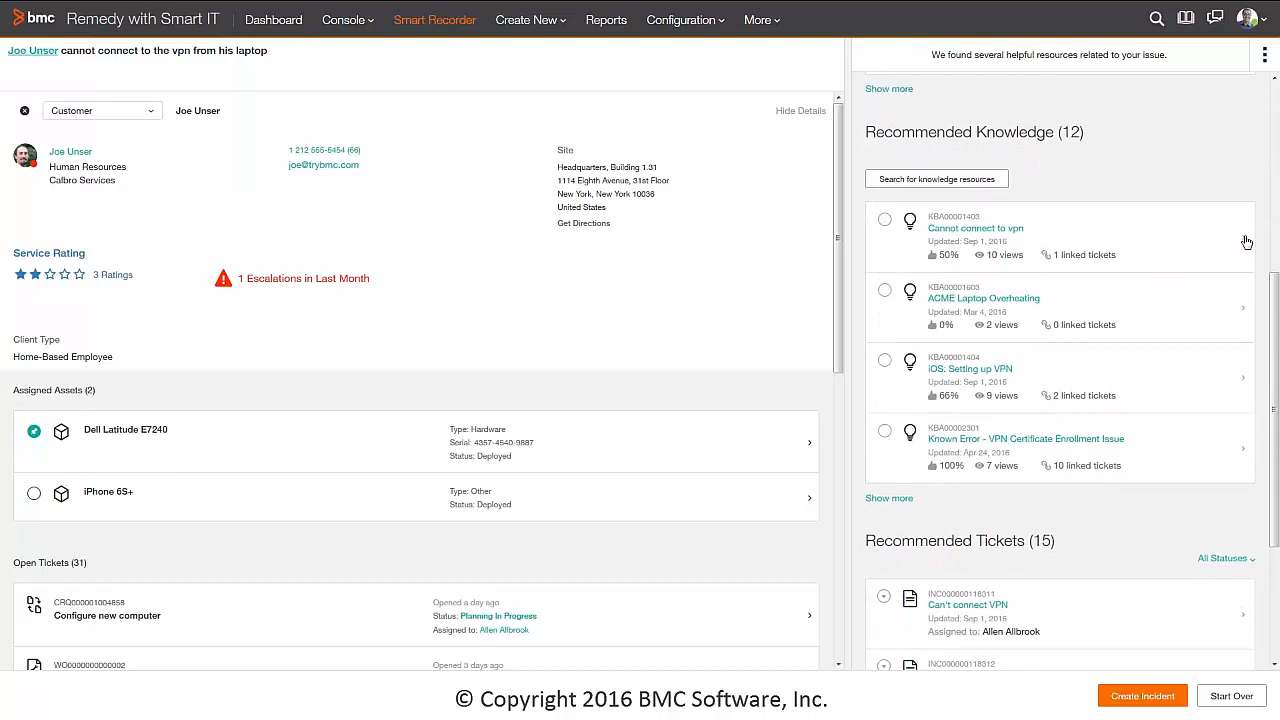 bmc Remedy with Smart IT Dashboard Console Smart Recorder Create New Reports Configuration More
Joe Unser cannot connect to the vpn from his laptop
Customer Joe Unser Hide Details
Joe Unser
Human Resources
Calbro Services
1 212 555-5454 (66)
joe@trybmc.com
Site
Headquarters, Building 1.31
1114 Eighth Avenue, 31st Floor
New York, New York 10036
United States
Get Directions
Service Rating
3 Ratings
1 Escalations in Last Month
Client Type
Home-Based Employee
Assigned Assets (2)
Dell Latitude E7240
Type: Hardware
Serial: 4357-4540-9887
Status: Deployed
iPhone 6S+
Type: Other
Status: Deployed
Open Tickets (31)
CRQ000001004858
Configure new computer
Opened a day ago
Status: Planning In Progress
Assigned to: Allen Allbrook
WO0000000000002
Opened 3 days ago
We found several helpful resources related to your issue.
Show more
Recommended Knowledge (12)
Search for knowledge resources
KBA00001403
Cannot connect to vpn
Updated: Sep 1, 2016
50% 10 views 1 linked tickets
KBA00001603
ACME Laptop Overheating
Updated: Mar 4, 2016
0% 2 views 0 linked tickets
KBA00001404
iOS: Setting up VPN
Updated: Sep 1, 2016
66% 9 views 2 linked tickets
KBA00002301
Known Error - VPN Certificate Enrollment Issue
Updated: Apr 24, 2016
100% 7 views 10 linked tickets
Show more
Recommended Tickets (15)
All Statuses
INC000000118311
Can't connect VPN
Updated: Sep 1, 2016
Assigned to: Allen Allbrook
INC000000118312
© Copyright 2016 BMC Software, Inc.
Create Incident Start Over